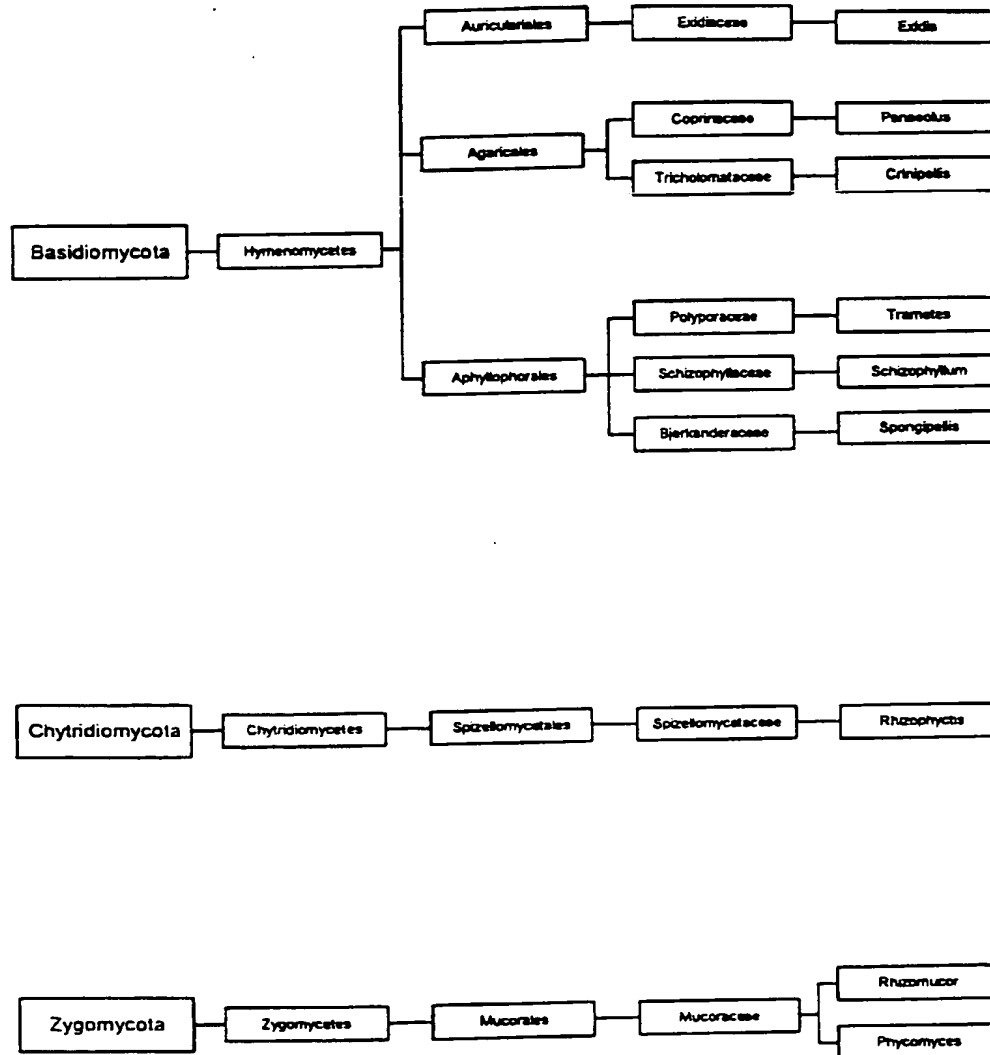 Auriculariales Exidiaceae Exidia
Coprinaceae Panaeolus
Agaricales
Tricholomataceae Crinipellis
Basidiomycota Hymenomycetes
Polyporaceae Trametes
Aphyllophorales Schizophyllaceae Schizophyllum
Bjerkanderaceae Spongipellis
Chytridiomycota Chytridiomycetes Spizellomycetales Spizellomycetaceae Rhizophyctis
Rhizomucor
Zygomycota Zygomycetes Mucorales Mucoraceae
Phycomyces